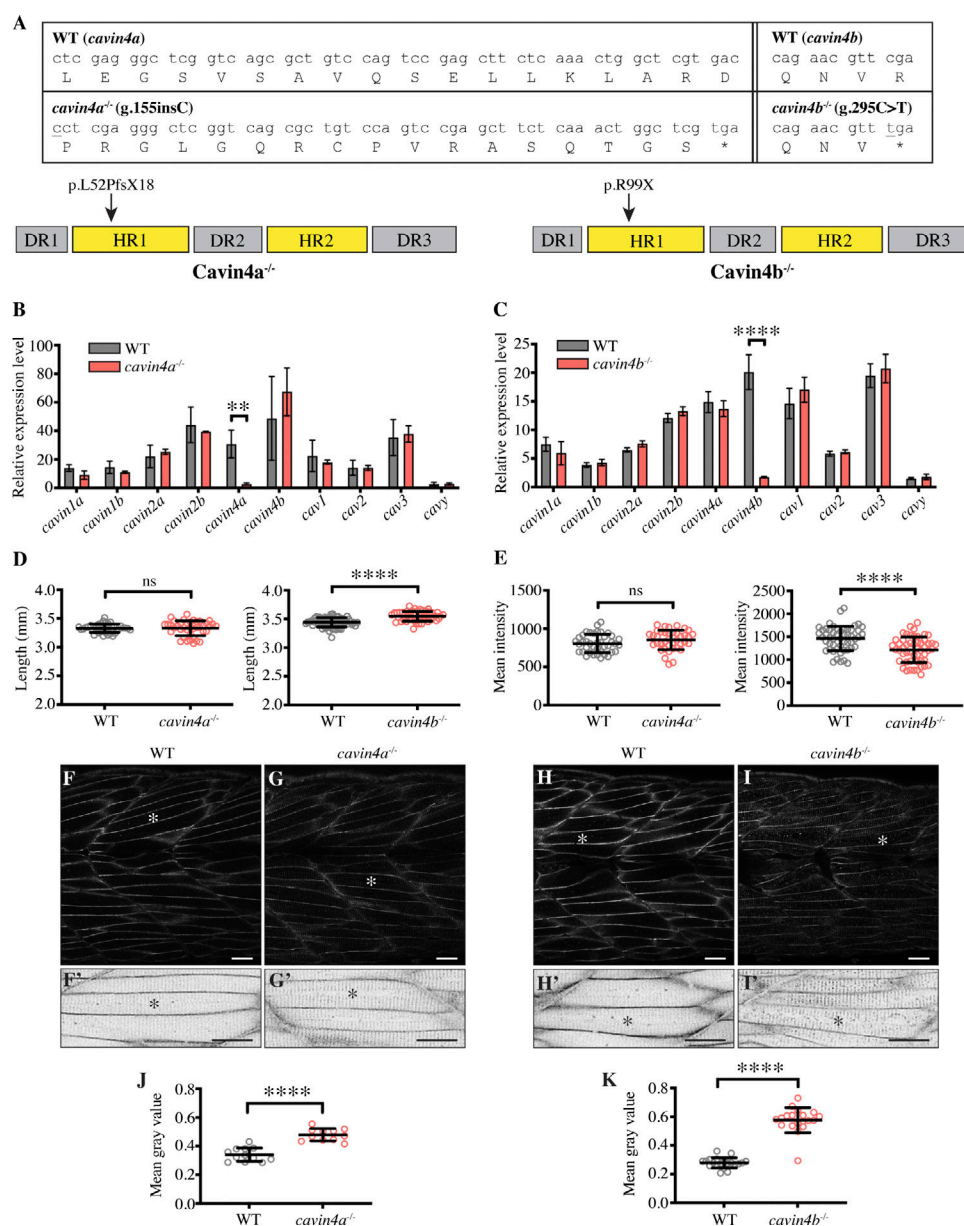 A
WT (cavin4a)
ctc gag ggc tcg gtc agc gct gtc cag tcc gag ctt ctc aaa ctg gct cgt gac
L E G S V S A V Q S E L L K L A R D
WT (cavin4b)
cag aac gtt cga
Q N V R
cavin4a-/- (g.155insC)
cct cga ggg ctc ggt cag cgc tgt cca gtc cga gct tct caa act ggc tcg tga
P R G L G Q R C P V R A S Q T G S *
cavin4b-/- (g.295C>T)
cag aac gtt tga
Q N V *
p.L52PfsX18
DR1 HR1 DR2 HR2 DR3
Cavin4a-/-
p.R99X
DR1 HR1 DR2 HR2 DR3
Cavin4b-/-
B
Relative expression level
100
80
60
40
20
0
WT
cavin4a-/-
**
cavin1a cavin1b cavin2a cavin2b cavin4a cavin4b cav1 cav2 cav3 cavy
C
Relative expression level
25
20
15
10
5
0
WT
cavin4b-/-
****
cavin1a cavin1b cavin2a cavin2b cavin4a cavin4b cav1 cav2 cav3 cavy
D
Length (mm)
4.0
3.5
3.0
2.5
2.0
ns
WT cavin4a-/-
Length (mm)
4.0
3.5
3.0
2.5
2.0
****
WT cavin4b-/-
E
Mean intensity
1500
1000
500
0
ns
WT cavin4a-/-
Mean intensity
2500
2000
1500
1000
500
0
****
WT cavin4b-/-
WT cavin4a-/-
F
*
G
*
F'
*
G'
*
WT cavin4b-/-
H
*
I
*
H'
*
I'
*
J
Mean gray value
0.8
0.6
0.4
0.2
0.0
****
WT cavin4a-/-
K
Mean gray value
0.8
0.6
0.4
0.2
0.0
****
WT cavin4b-/-